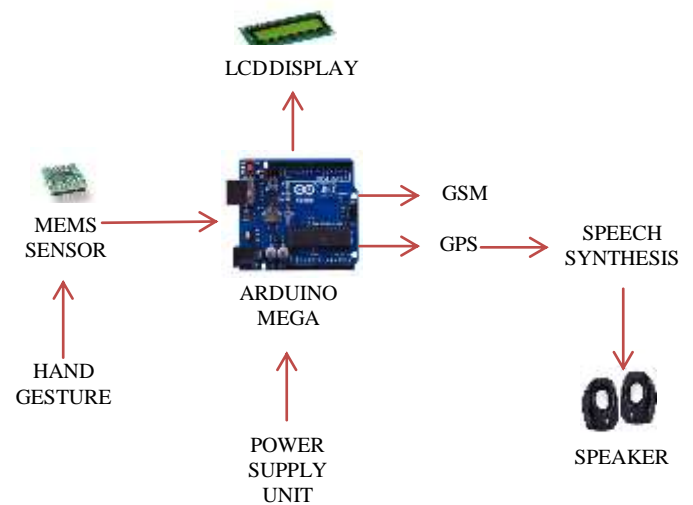 LCDDISPLAY
MEMS
SENSOR
GSM
GPS
SPEECH
SYNTHESIS
ARDUINO
MEGA
HAND
GESTURE
POWER
SUPPLY
UNIT
SPEAKER